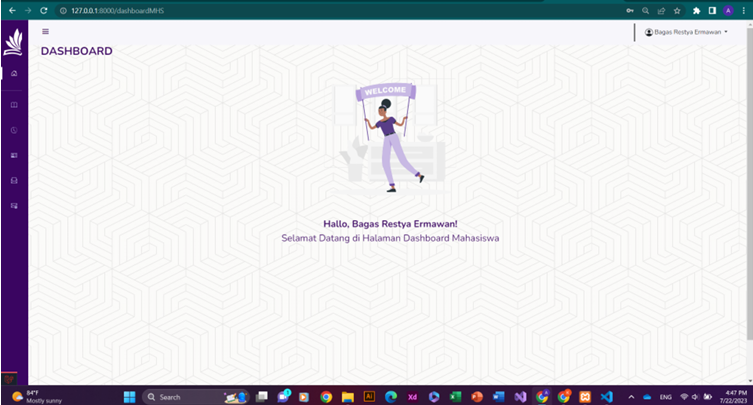 127.0.0.1:8000/dashboardMHS
A
Bagas Restya Ermawan
DASHBOARD
WELCOME
Hallo, Bagas Restya Ermawan!
Selamat Datang di Halaman Dashboard Mahasiswa
84°F
Mostly sunny
Search
ENG
4:47 PM
7/22/2023